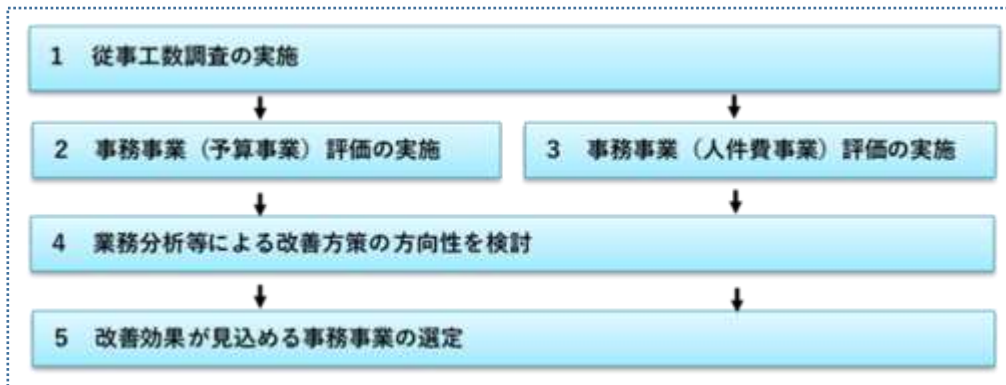 1 従事工数調査の実施
2 事務事業（予算事業）評価の実施
3 事務事業（人件費事業）評価の実施
4 業務分析等による改善方策の方向性を検討
5 改善効果が見込める事務事業の選定